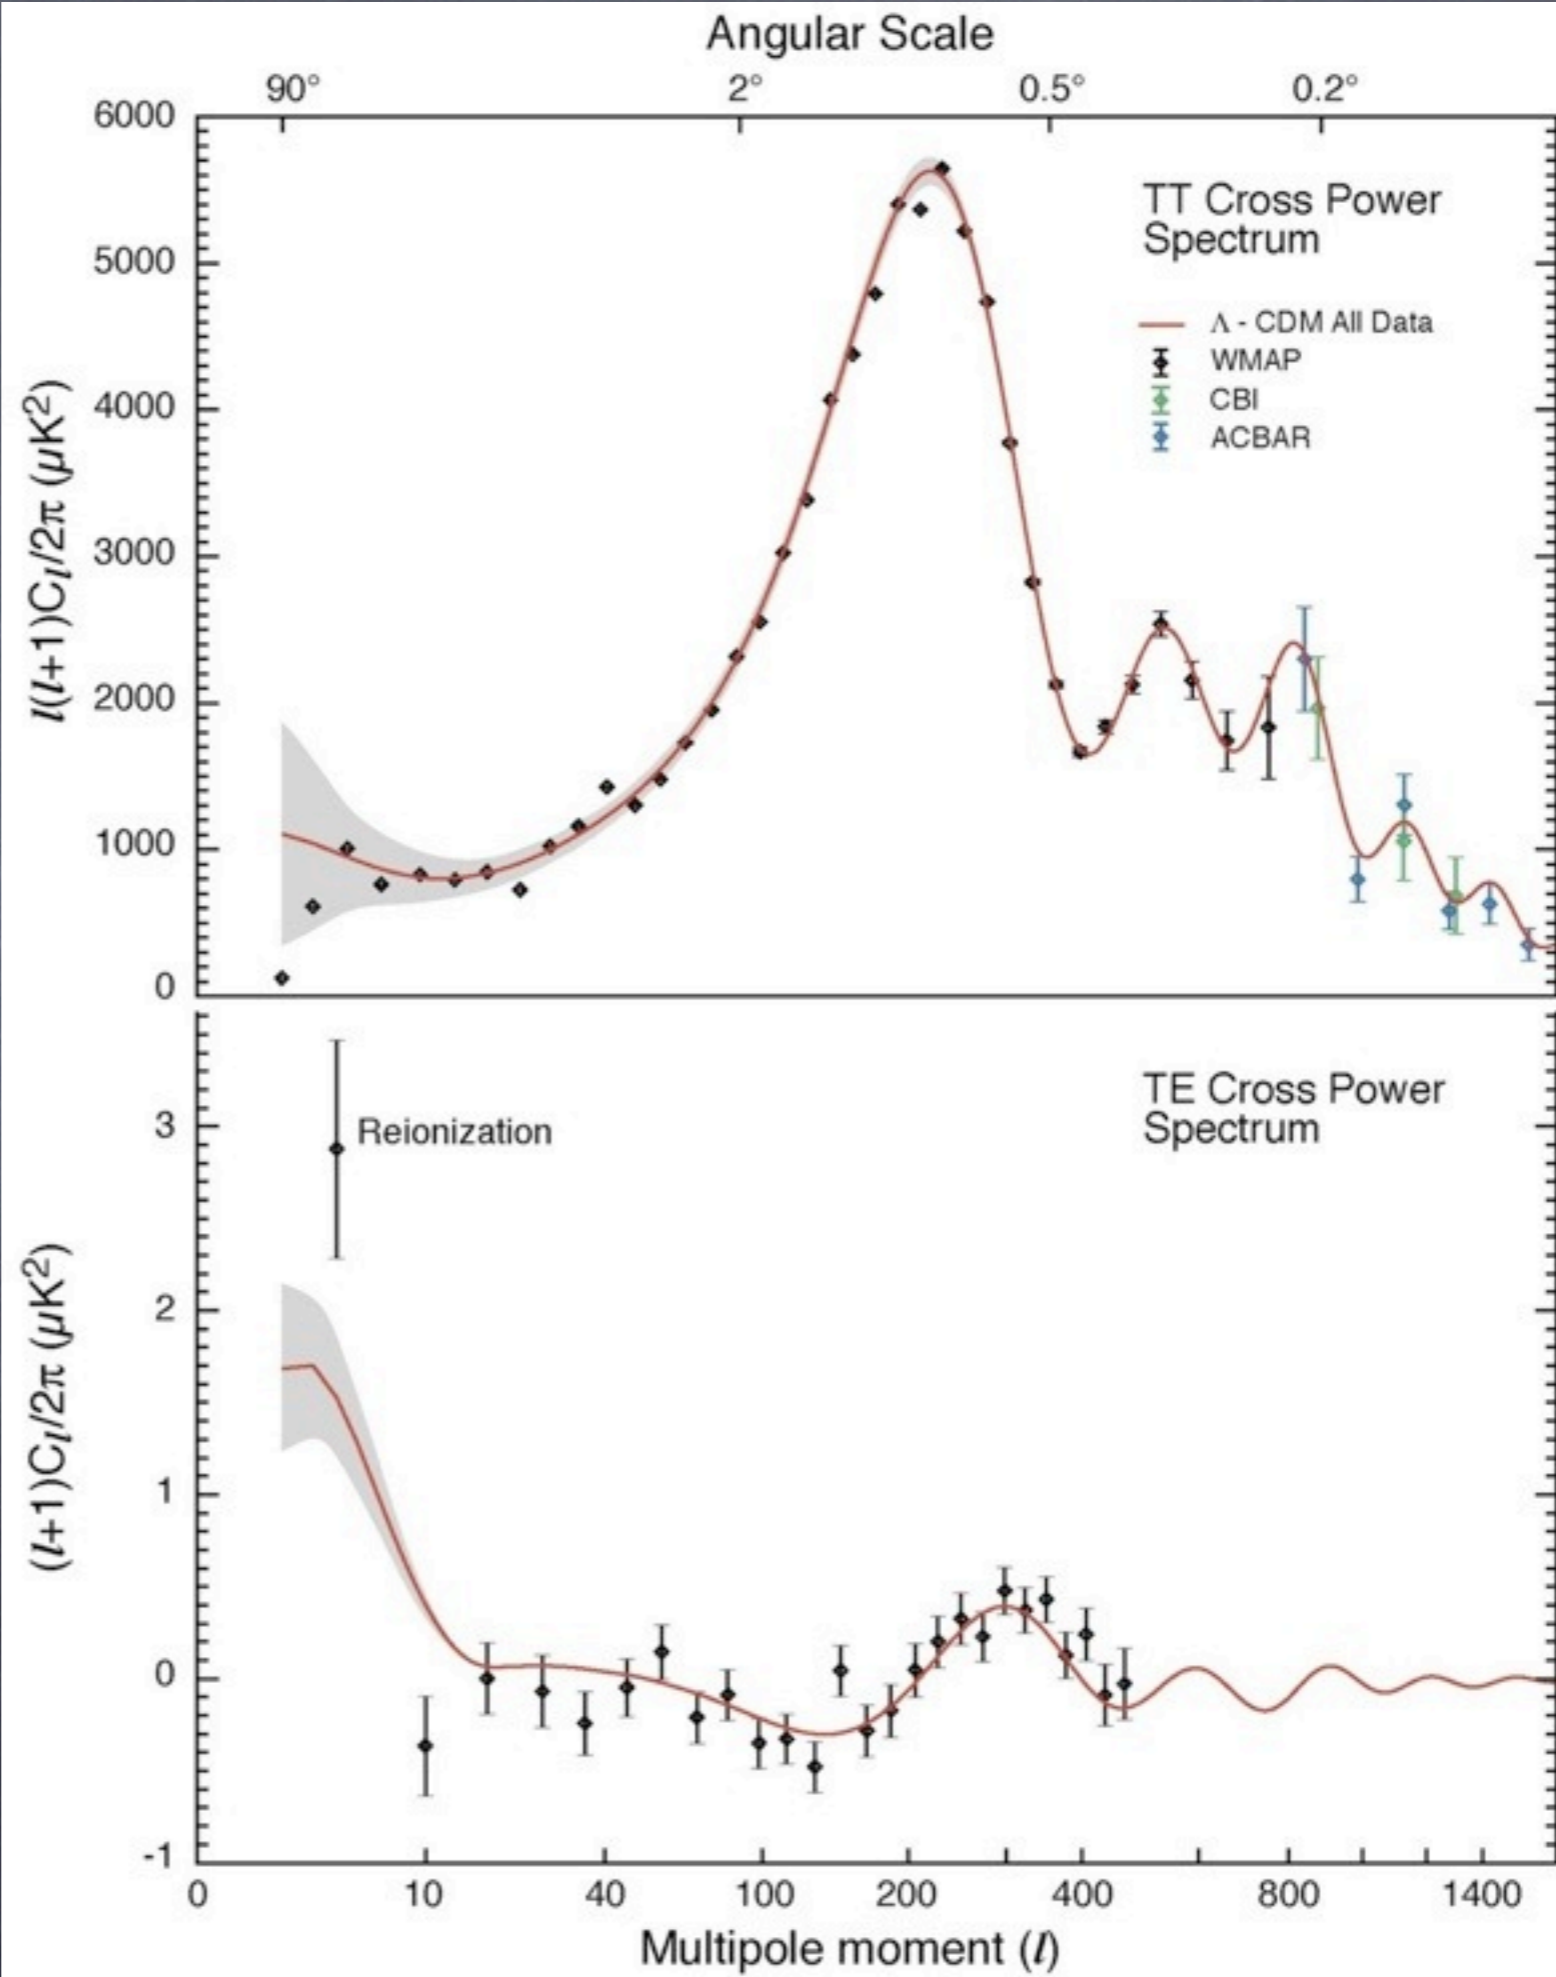 Angular Scale
90° 2° 0.5° 0.2°
6000
5000
4000
3000
2000
1000
0
l(l+1)Cl/2π (μK²)
TT Cross Power
Spectrum
Λ - CDM All Data
WMAP
CBI
ACBAR
3
2
1
0
-1
(l+1)Cl/2π (μK²)
Reionization
TE Cross Power
Spectrum
0 10 40 100 200 400 800 1400
Multipole moment (l)